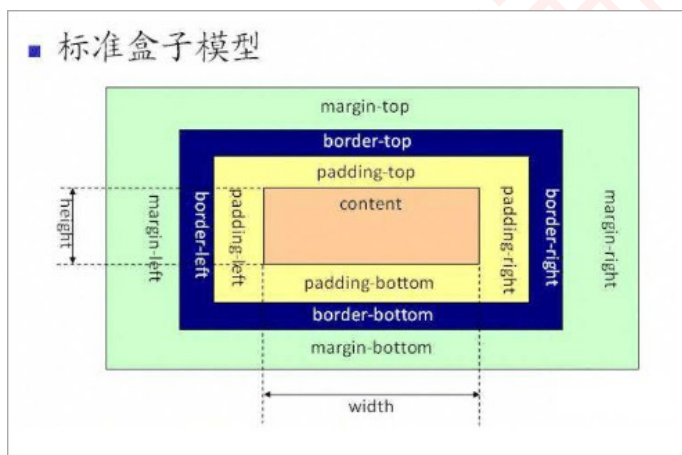 标准盒子模型
margin-top
border-top
padding-top
content
height
margin-left
border-left
padding-left
padding-right
border-right
margin-right
padding-bottom
border-bottom
margin-bottom
width